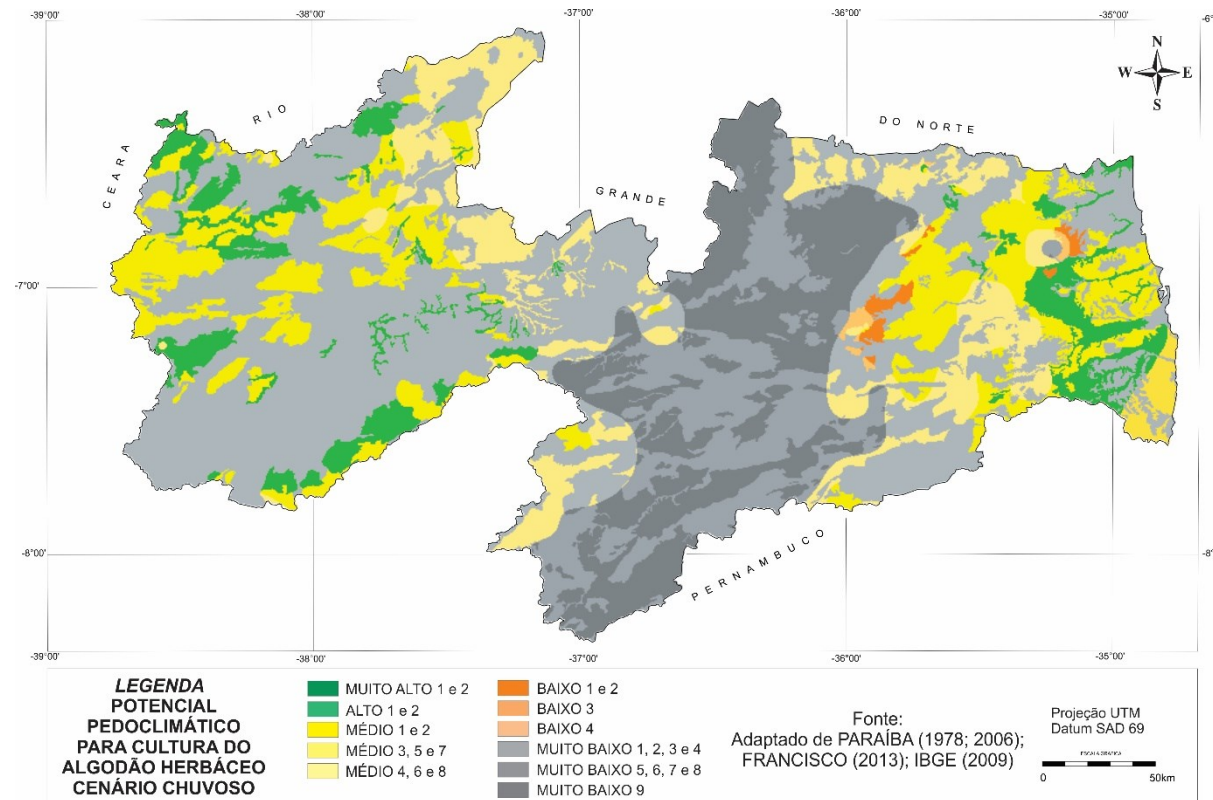 -39°00'
-38°00'
-37°00'
-36°00'
-35°00'
-6°
N
W E
S
RIO
GRANDE
DO NORTE
CEARA
PERNAMBUCO
-7°00'
-7°00'
-8°00'
-8°
-39°00'
-38°00'
-37°00'
-36°00'
-35°00'
LEGENDA
POTENCIAL
PEDOCLIMÁTICO
PARA CULTURA DO
ALGODÃO HERBÁCEO
CENÁRIO CHUVOSO
MUITO ALTO 1 e 2
ALTO 1 e 2
MÉDIO 1 e 2
MÉDIO 3, 5 e 7
MÉDIO 4, 6 e 8
BAIXO 1 e 2
BAIXO 3
BAIXO 4
MUITO BAIXO 1, 2, 3 e 4
MUITO BAIXO 5, 6, 7 e 8
MUITO BAIXO 9
Fonte:
Adaptado de PARAÍBA (1978; 2006);
FRANCISCO (2013); IBGE (2009)
Projeção UTM
Datum SAD 69
ESCALA GRÁFICA
0 50km